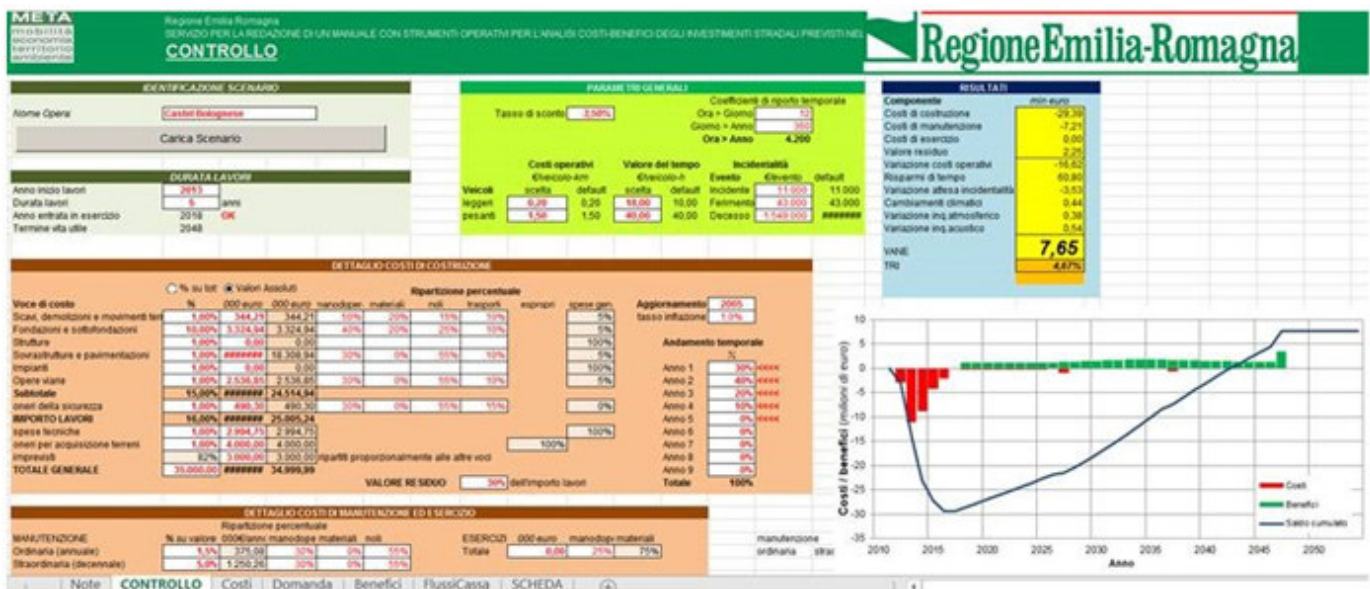 META
mobilità
economia
territorio
ambiente
Regione Emilia Romagna
SERVIZIO PER LA REDAZIONE DI UN MANUALE CON STRUMENTI OPERATIVI PER L'ANALISI COSTI-BENEFICI DEGLI INVESTIMENTI STRADALI PREVISTI NEL
CONTROLLO
RegioneEmilia-Romagna
IDENTIFICAZIONE SCENARIO
Nome Opera: Castel Bolognese
Carica Scenario
DURATA LAVORI
Anno inizio lavori 2013
Durata lavori 5 anni
Anno entrata in esercizio 2018 OK
Termine vita utile 2048
PARAMETRI GENERALI
Coefficienti di riporto temporale
Tasso di sconto 3,50% Ora > Giorno 12
Giorno > Anno 350
Ora > Anno 4.200
Costi operativi Valore del tempo Incidentalità
€/veicolo-km €/veicolo-h Evento €/evento default
Veicoli scelta default scelta default Incidente 11.000 11.000
leggeri 0,20 0,20 18,00 10,00 Ferimento 43.000 43.000
pesanti 1,50 1.50 40,00 40,00 Decesso 1.549.000 #######
RISULTATI
Componente mln euro
Costi di costruzione -29,39
Costi di manutenzione -7,21
Costi di esercizio 0,00
Valore residuo 2,25
Variazione costi operativi -16,62
Risparmi di tempo 60,80
Variazione attesa incidentalità -3,53
Cambiamenti climatici 0,44
Variazione inq.atmosferico 0,38
Variazione inq.acustico 0,54
VANE 7,65
TRI 4,67%
DETTAGLIO COSTI DI COSTRUZIONE
% su tot Valori Assoluti Ripartizione percentuale
Voce di costo % 000 euro 000 euro manodoper. materiali noli trasporti espropri spese gen.
Scavi, demolizioni e movimenti terr 1,00% 344,21 344,21 50% 20% 15% 10% 5%
Fondazioni e sottofondazioni 10,00% 3.324,94 3.324,94 40% 20% 25% 10% 5%
Strutture 1,00% 0,00 0,00 100%
Sovrastrutture e pavimentazioni 1,00% ####### 18.308,94 30% 0% 55% 10% 5%
Impianti 1,00% 0,00 0,00 100%
Opere viarie 1,00% 2.536,85 2.536,85 30% 0% 55% 10% 5%
Subtotale 15,00% ####### 24.514,94
oneri della sicurezza 1,00% 490,30 490,30 30% 0% 55% 15% 0%
IMPORTO LAVORI 16,00% ####### 25.005,24
spese tecniche 1,00% 2.994,75 2.994,75 100%
oneri per acquisizione terreni 1,00% 4.000,00 4.000,00 100%
imprevisti 82% 3.000,00 3.000,00 ripartiti proporzionalmente alle altre voci
TOTALE GENERALE 35.000,00 ####### 34.999,99
VALORE RESIDUO 30% dell'importo lavori
Aggiornamento 2005
tasso inflazione 1.0%
Andamento temporale
%
Anno 1 30% <<<<
Anno 2 40% <<<<
Anno 3 20% <<<<
Anno 4 10% <<<<
Anno 5 0% <<<<
Anno 6 0%
Anno 7 0%
Anno 8 0%
Anno 9 0%
Totale 100%
DETTAGLIO COSTI DI MANUTENZIONE ED ESERCIZIO
Ripartizione percentuale
MANUTENZIONE % su valore 000€/anno manodope materiali noli ESERCIZI 000 euro manodopi materiali manutenzione
Ordinaria (annuale) 1,5% 375,08 30% 0% 55% Totale 0,00 25% 75% ordinaria strao
Straordinaria (decennale) 5,0% 1.250,26 30% 0% 55%
Costi / benefici (milioni di euro)
10
5
0
-5
-10
-15
-20
-25
-30
-35
2010 2015 2020 2025 2030 2035 2040 2045 2050
Anno
Costi
Benefici
Saldo cumulato
Note CONTROLLO Costi Domanda Benefici FlussiCassa SCHEDA